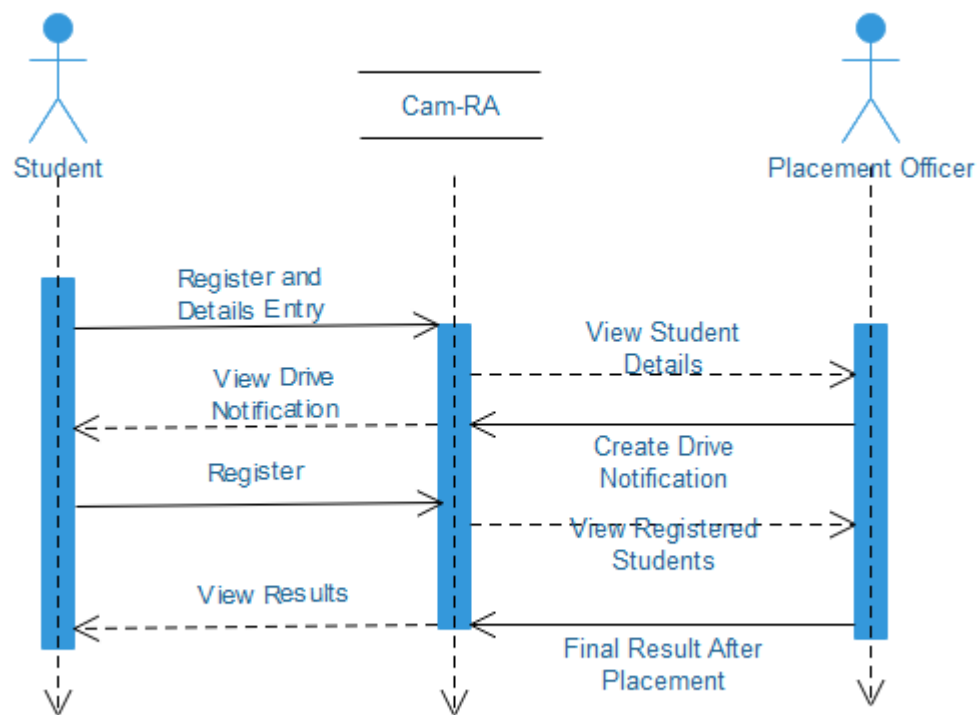 Cam-RA
Student
Placement Officer
Register and
Details Entry
View Student
Details
View Drive
Notification
Create Drive
Notification
Register
View Registered
Students
View Results
Final Result After
Placement